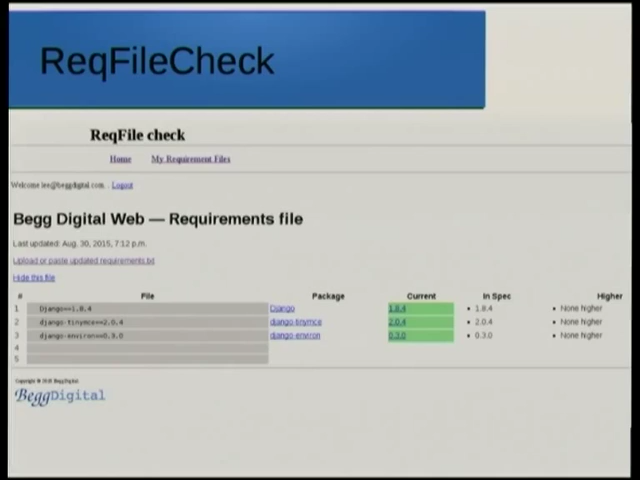 ReqFileCheck
ReqFile check
Home My Requirement Files
Welcome lee@beggdigital.com. . Logout
Begg Digital Web — Requirements file
Last updated: Aug. 30, 2015, 7:12 p.m.
Upload or paste updated requirements.txt
Hide this file
# File Package Current In Spec Higher
1 Django==1.8.4 Django 1.8.4 • 1.8.4 • None higher
2 django-tinymce==2.0.4 django-tinymce 2.0.4 • 2.0.4 • None higher
3 django-environ==0.3.0 django-environ 0.3.0 • 0.3.0 • None higher
4
5
BeggDigital